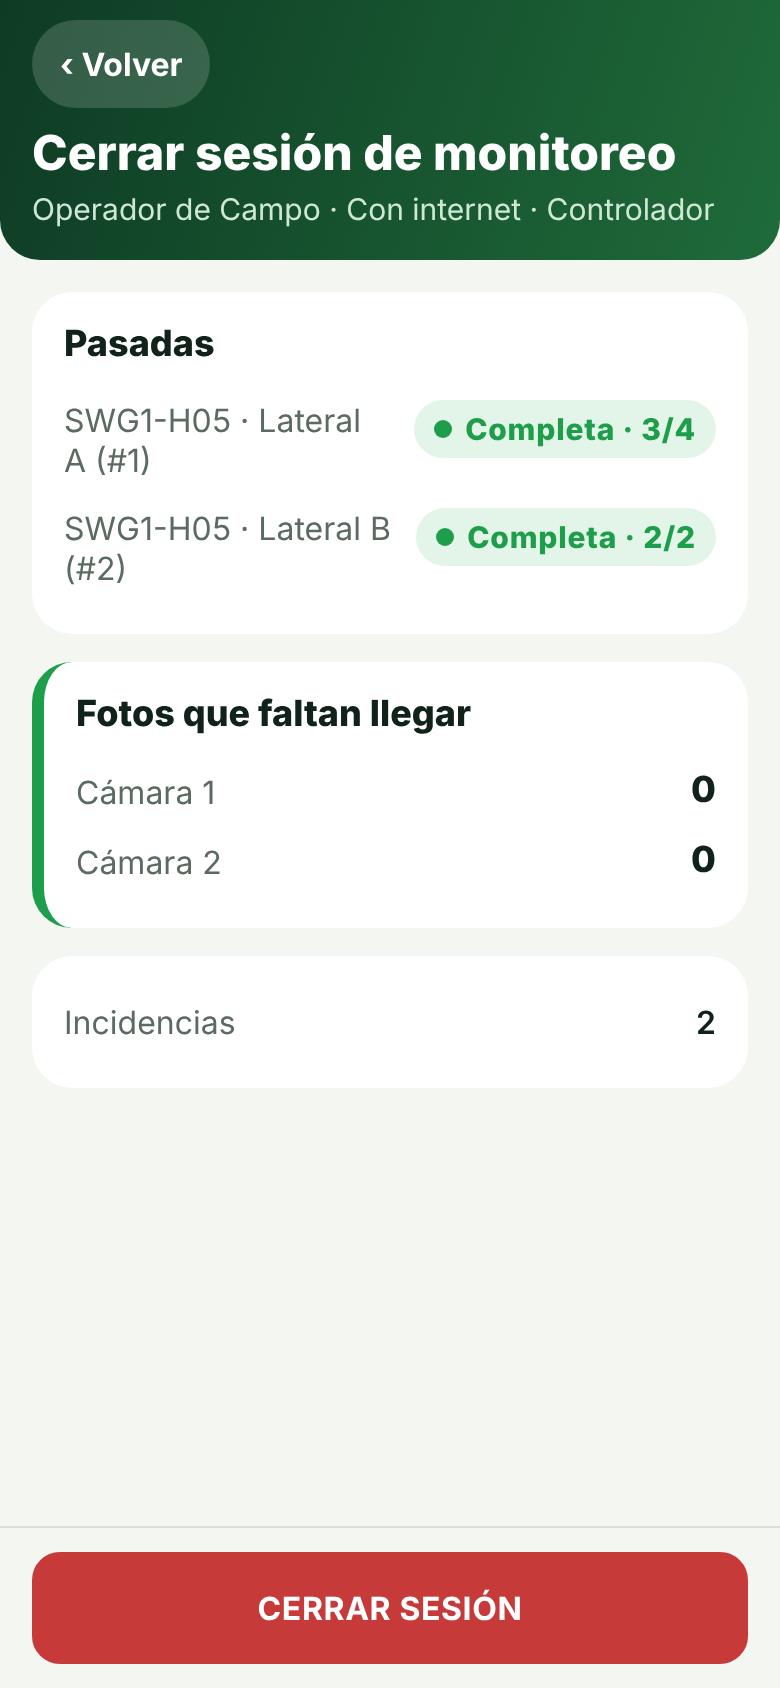 ‹ Volver
Cerrar sesión de monitoreo
Operador de Campo · Con internet · Controlador
Pasadas
SWG1-H05 · Lateral
A (#1)
Completa · 3/4
SWG1-H05 · Lateral B
(#2)
Completa · 2/2
Fotos que faltan llegar
Cámara 1
0
Cámara 2
0
Incidencias
2
CERRAR SESIÓN